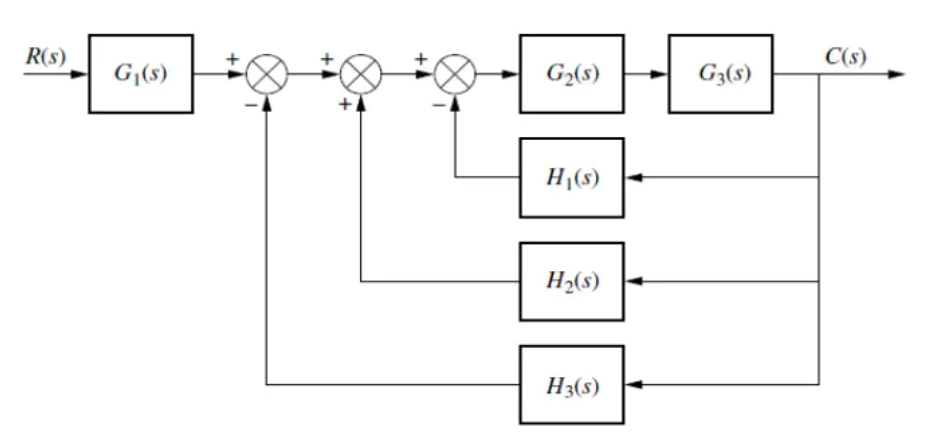 R(s) G₁(s) + + + G₂(s) G₃(s) C(s)
− + −
H₁(s)
H₂(s)
H₃(s)